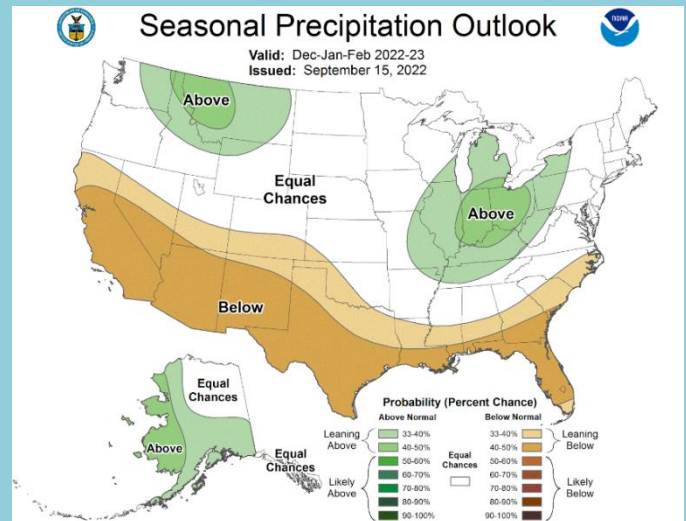 Seasonal Precipitation Outlook
NOAA
Valid: Dec-Jan-Feb 2022-23
Issued: September 15, 2022
Above
Equal
Chances
Above
Below
Equal
Chances
Above
Equal
Chances
Probability (Percent Chance)
Above Normal
Below Normal
Leaning
Above
33-40%
40-50%
Likely
Above
50-60%
60-70%
70-80%
80-90%
90-100%
Equal
Chances
33-40%
40-50%
Leaning
Below
50-60%
60-70%
70-80%
80-90%
90-100%
Likely
Below